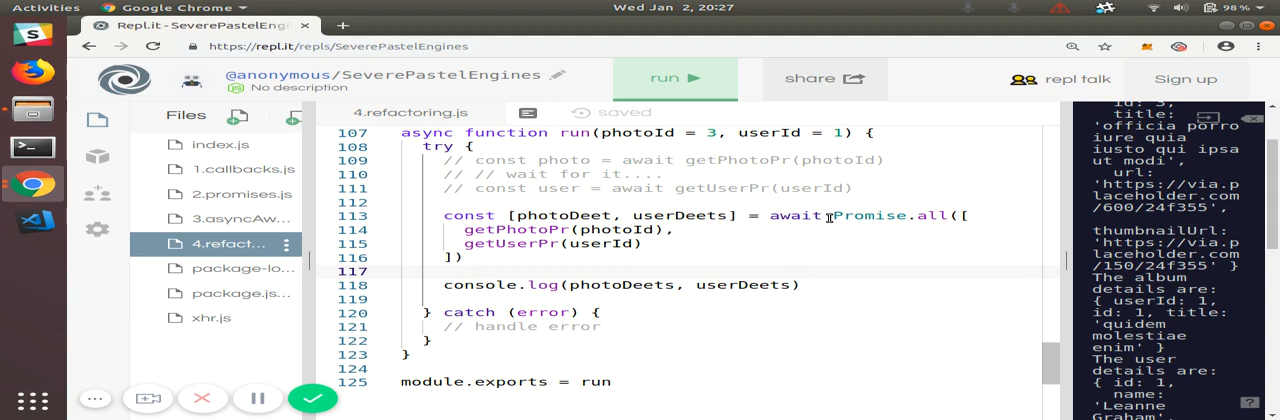 Activities Google Chrome Wed Jan 2, 20:27 98 %
Repl.it - SeverePastelEngi
https://repl.it/repls/SeverePastelEngines
@anonymous/SeverePastelEngines
No description
run
share
repl talk
Sign up
Files
index.js
1.callbacks.js
2.promises.js
3.asyncAw...
4.refact...
package-lo...
package.js...
xhr.js
4.refactoring.js
saved
107 async function run(photoId = 3, userId = 1) {
108 try {
109 // const photo = await getPhotoPr(photoId)
110 // // wait for it....
111 // const user = await getUserPr(userId)
112
113 const [photoDeet, userDeets] = await Promise.all([
114 getPhotoPr(photoId),
115 getUserPr(userId)
116 ])
117
118 console.log(photoDeets, userDeets)
119
120 } catch (error) {
121 // handle error
122 }
123 }
124
125 module.exports = run
id: 3,
title:
'officia porro
iure quia
iusto qui ipsa
ut modi',
url:
'https://via.p
laceholder.com
/600/24f355',
thumbnailUrl:
'https://via.p
laceholder.com
/150/24f355' }
The album
details are:
{ userId: 1,
id: 1, title:
'quidem
molestiae
enim' }
The user
details are:
{ id: 1,
name:
'Leanne
Graham',